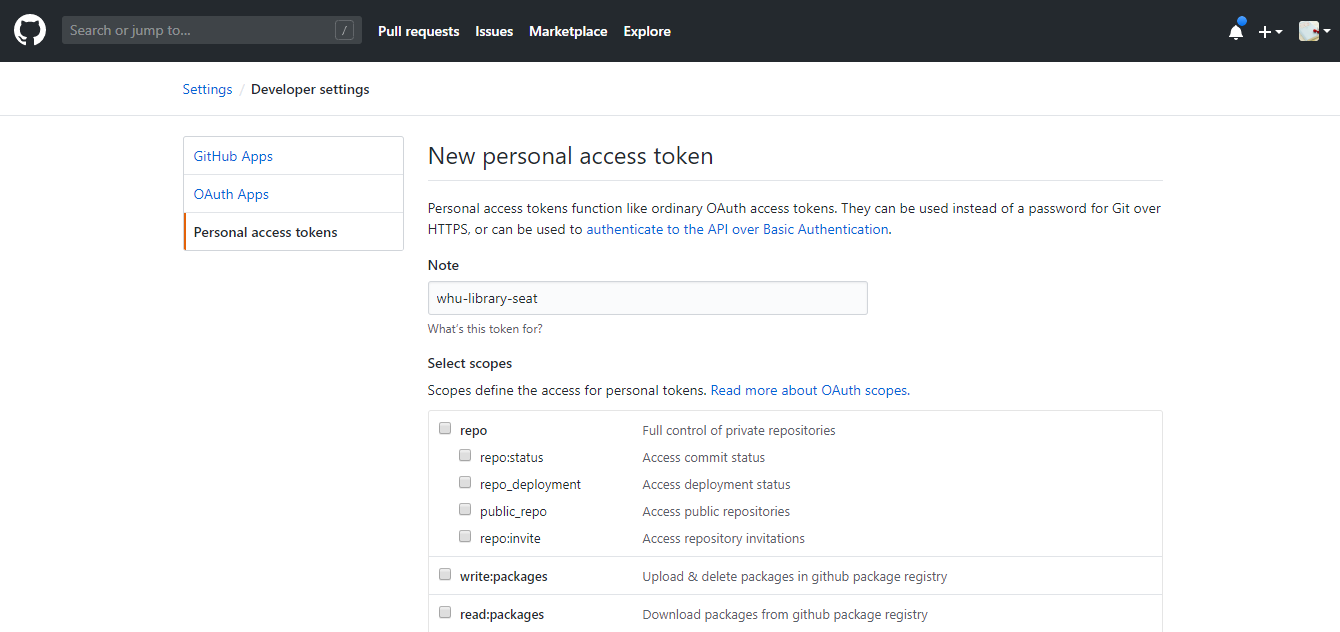 Search or jump to... /
Pull requests Issues Marketplace Explore
Settings / Developer settings
GitHub Apps
OAuth Apps
Personal access tokens
New personal access token
Personal access tokens function like ordinary OAuth access tokens. They can be used instead of a password for Git over
HTTPS, or can be used to authenticate to the API over Basic Authentication.
Note
whu-library-seat
What's this token for?
Select scopes
Scopes define the access for personal tokens. Read more about OAuth scopes.
repo Full control of private repositories
repo:status Access commit status
repo_deployment Access deployment status
public_repo Access public repositories
repo:invite Access repository invitations
write:packages Upload & delete packages in github package registry
read:packages Download packages from github package registry